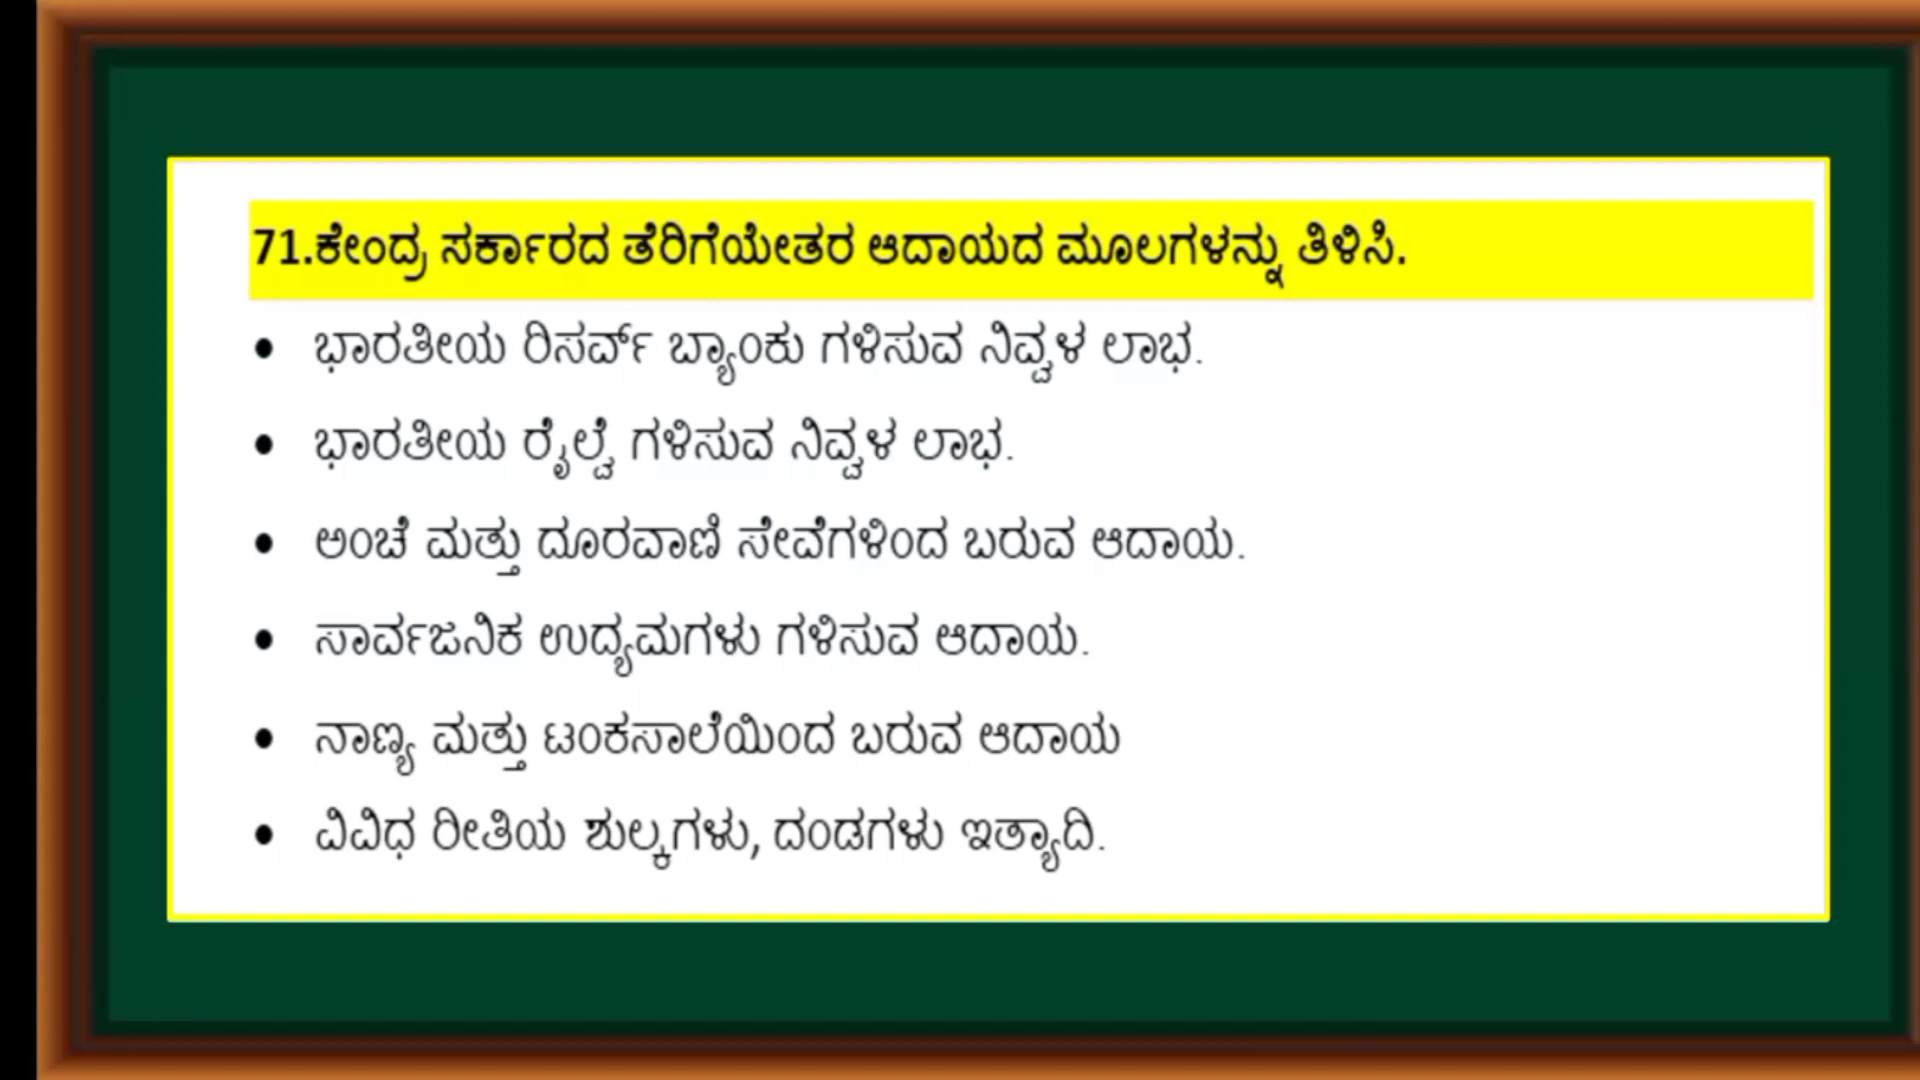 71.ಕೇಂದ್ರ ಸರ್ಕಾರದ ತೆರಿಗೆಯೇತರ ಆದಾಯದ ಮೂಲಗಳನ್ನು ತಿಳಿಸಿ.
• ಭಾರತೀಯ ರಿಸರ್ವ್ ಬ್ಯಾಂಕು ಗಳಿಸುವ ನಿವ್ವಳ ಲಾಭ.
• ಭಾರತೀಯ ರೈಲ್ವೆ ಗಳಿಸುವ ನಿವ್ವಳ ಲಾಭ.
• ಅಂಚೆ ಮತ್ತು ದೂರವಾಣಿ ಸೇವೆಗಳಿಂದ ಬರುವ ಆದಾಯ.
• ಸಾರ್ವಜನಿಕ ಉದ್ಯಮಗಳು ಗಳಿಸುವ ಆದಾಯ.
• ನಾಣ್ಯ ಮತ್ತು ಟಂಕಸಾಲೆಯಿಂದ ಬರುವ ಆದಾಯ
• ವಿವಿಧ ರೀತಿಯ ಶುಲ್ಕಗಳು, ದಂಡಗಳು ಇತ್ಯಾದಿ.